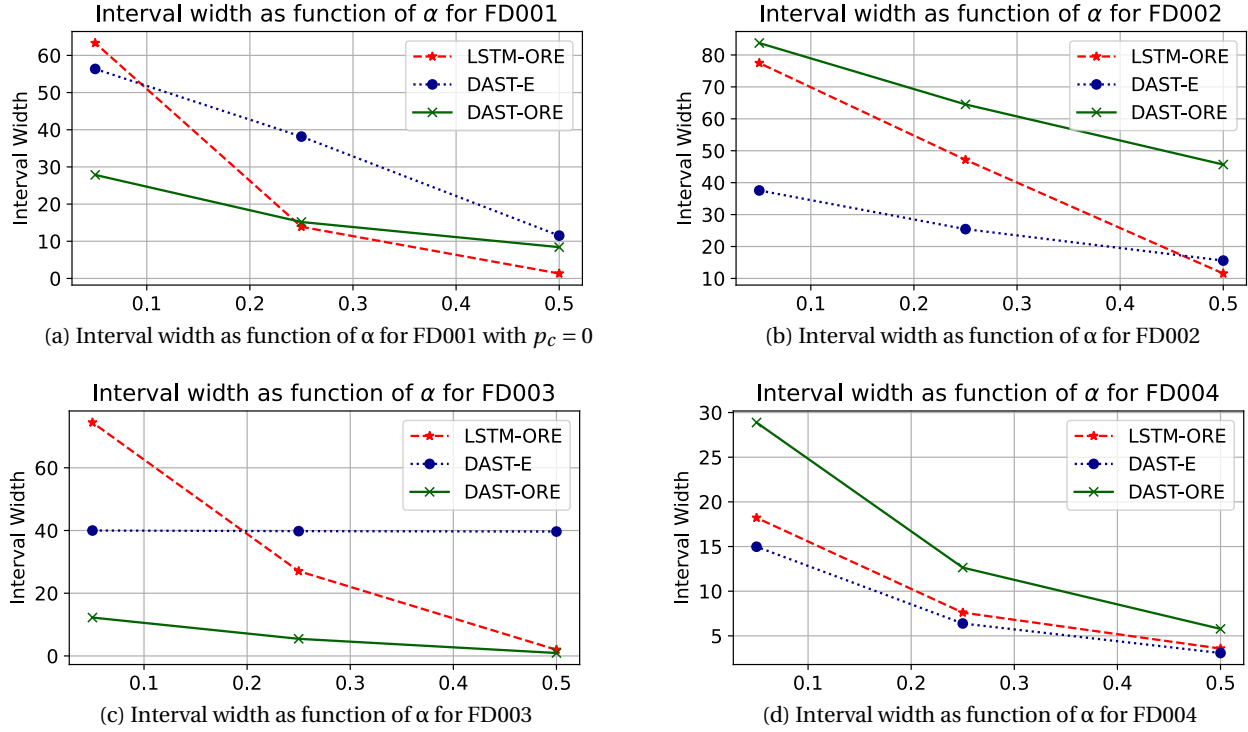 Interval width as function of α for FD001
Interval Width
60
50
40
30
20
10
0
LSTM-ORE
DAST-E
DAST-ORE
0.1 0.2 0.3 0.4 0.5
(a) Interval width as function of α for FD001 with p_c = 0
Interval width as function of α for FD002
Interval Width
80
70
60
50
40
30
20
10
LSTM-ORE
DAST-E
DAST-ORE
0.1 0.2 0.3 0.4 0.5
(b) Interval width as function of α for FD002
Interval width as function of α for FD003
Interval Width
60
40
20
0
LSTM-ORE
DAST-E
DAST-ORE
0.1 0.2 0.3 0.4 0.5
(c) Interval width as function of α for FD003
Interval width as function of α for FD004
Interval Width
30
25
20
15
10
5
LSTM-ORE
DAST-E
DAST-ORE
0.1 0.2 0.3 0.4 0.5
(d) Interval width as function of α for FD004